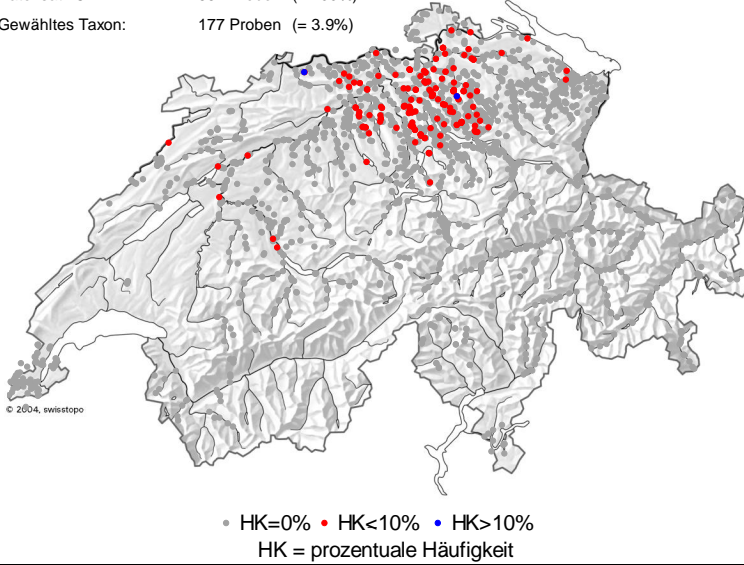 Gewähltes Taxon: 177 Proben (= 3.9%)
© 2004, swisstopo
HK=0% HK<10% HK>10%
HK = prozentuale Häufigkeit